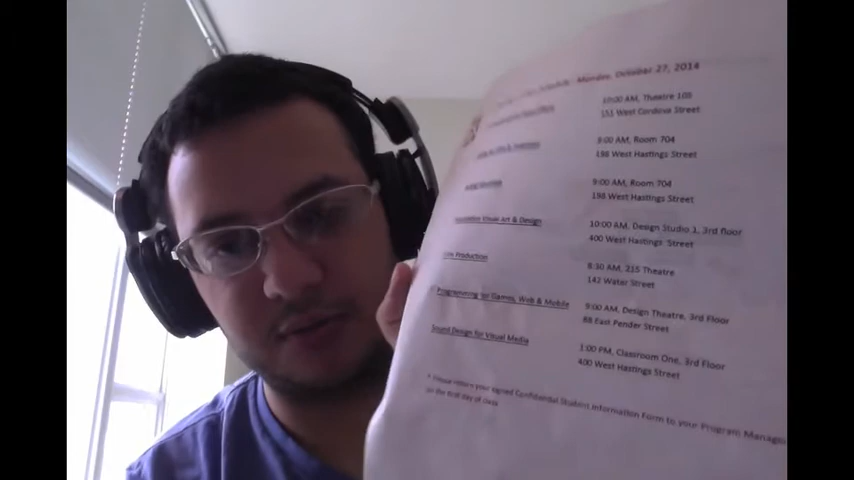 Monday, October 27, 2014
10:00 AM, Theatre 108
151 West Cordova Street
9:00 AM, Room 704
198 West Hastings Street
9:00 AM, Room 704
198 West Hastings Street
Foundation Visual Art & Design
10:00 AM, Design Studio 1, 3rd floor
400 West Hastings Street
Production
8:30 AM, 215 Theatre
142 Water Street
Programming for Games, Web & Mobile
9:00 AM, Design Theatre, 3rd Floor
88 East Pender Street
Sound Design for Visual Media
1:00 PM, Classroom One, 3rd Floor
400 West Hastings Street
* Please return your signed Confidential Student Information Form to your Program Manager
on the first day of class